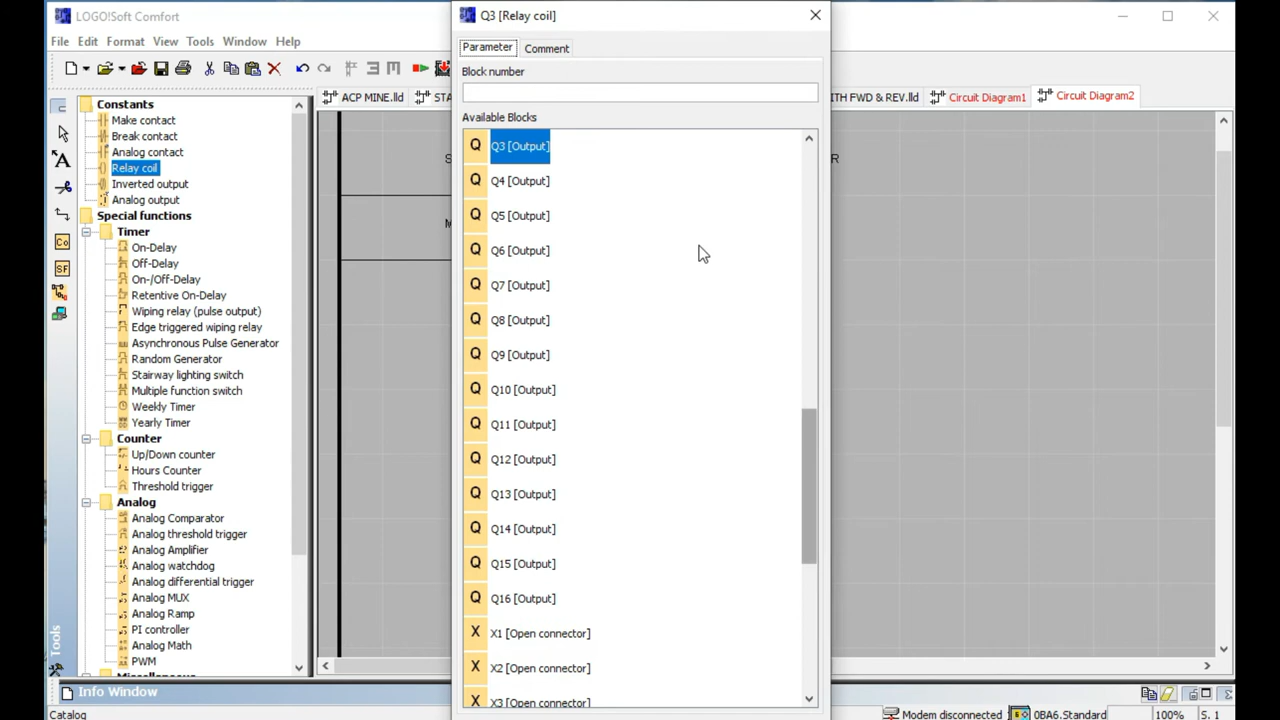 LOGO!Soft Comfort
Q3 [Relay coil]
File Edit Format View Tools Window Help
Parameter Comment
Block number
ACP MINE.lld
STA
ITH FWD & REV.lld
Circuit Diagram1
Circuit Diagram2
Available Blocks
Constants
Make contact
Break contact
Analog contact
Relay coil
Inverted output
Analog output
Special functions
Timer
On-Delay
Off-Delay
On-/Off-Delay
Retentive On-Delay
Wiping relay (pulse output)
Edge triggered wiping relay
Asynchronous Pulse Generator
Random Generator
Stairway lighting switch
Multiple function switch
Weekly Timer
Yearly Timer
Counter
Up/Down counter
Hours Counter
Threshold trigger
Analog
Analog Comparator
Analog threshold trigger
Analog Amplifier
Analog watchdog
Analog differential trigger
Analog MUX
Analog Ramp
PI controller
Analog Math
PWM
Q Q3 [Output]
Q Q4 [Output]
Q Q5 [Output]
Q Q6 [Output]
Q Q7 [Output]
Q Q8 [Output]
Q Q9 [Output]
Q Q10 [Output]
Q Q11 [Output]
Q Q12 [Output]
Q Q13 [Output]
Q Q14 [Output]
Q Q15 [Output]
Q Q16 [Output]
X X1 [Open connector]
X X2 [Open connector]
X X3 [Open connector]
S
R
M
A
Co
SF
Tools
Info Window
Catalog
Modem disconnected
0BA6.Standard
100%
S. 1